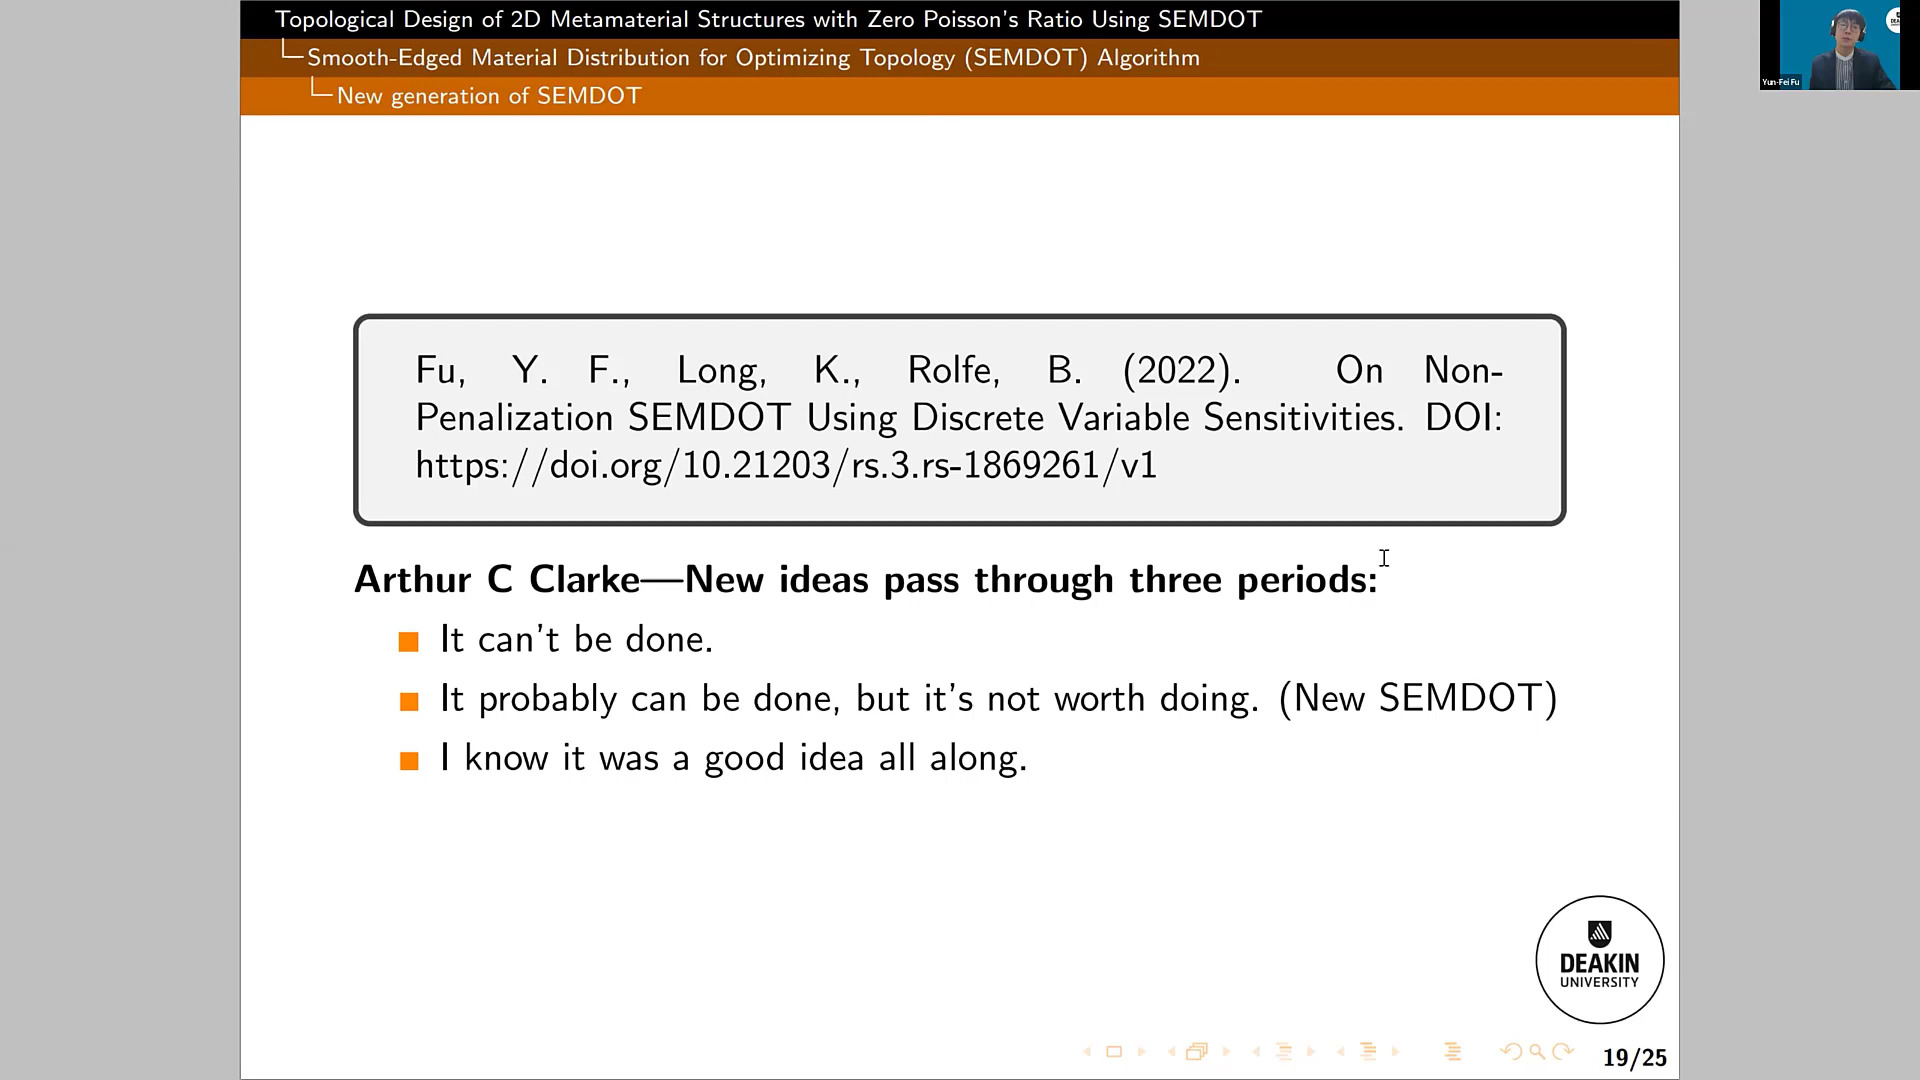 Topological Design of 2D Metamaterial Structures with Zero Poisson's Ratio Using SEMDOT
Smooth-Edged Material Distribution for Optimizing Topology (SEMDOT) Algorithm
New generation of SEMDOT
Yun-Fei Fu
Fu, Y. F., Long, K., Rolfe, B. (2022). On Non-
Penalization SEMDOT Using Discrete Variable Sensitivities. DOI:
https://doi.org/10.21203/rs.3.rs-1869261/v1
Arthur C Clarke—New ideas pass through three periods:
It can't be done.
It probably can be done, but it's not worth doing. (New SEMDOT)
I know it was a good idea all along.
DEAKIN
UNIVERSITY
19/25